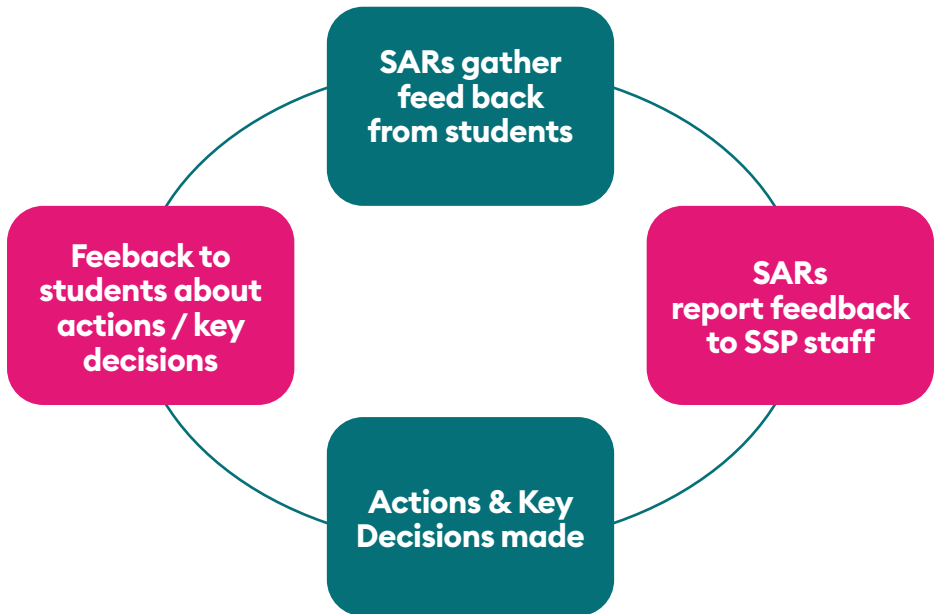 SARs gather
feed back
from students
SARs
report feedback
to SSP staff
Actions & Key
Decisions made
Feeback to
students about
actions / key
decisions